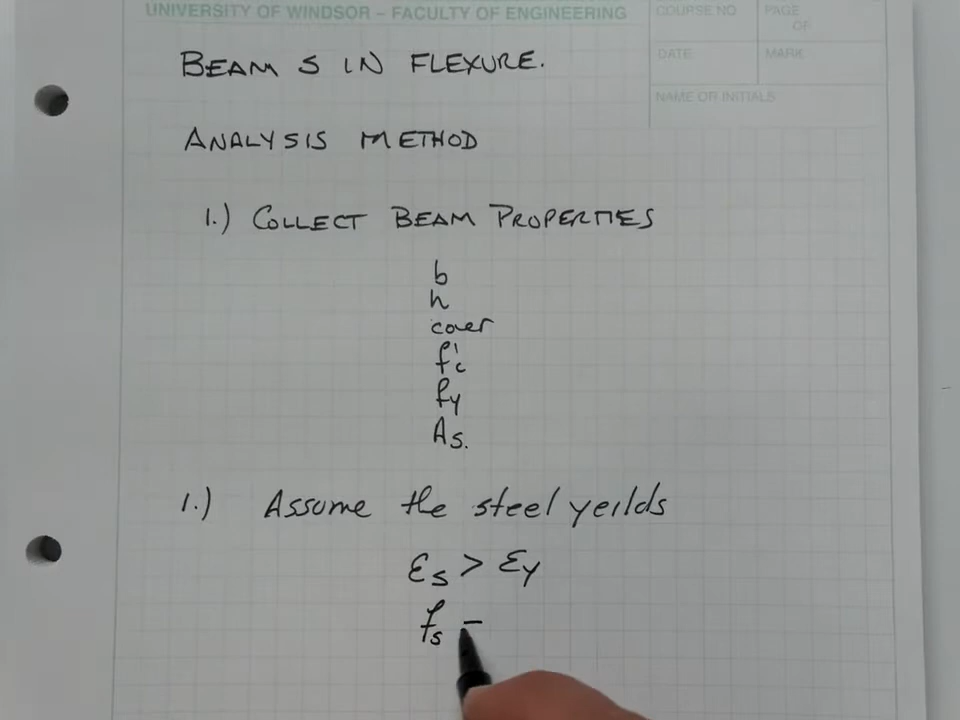 UNIVERSITY OF WINDSOR – FACULTY OF ENGINEERING
COURSE NO
PAGE
OF
DATE
MARK
NAME OR INITIALS
BEAM S IN FLEXURE.
ANALYSIS METHOD
1.) COLLECT BEAM PROPERTIES
b
h
cover
f'c
fy
As.
1.) Assume the steel yeilds
εs > εy
fs -